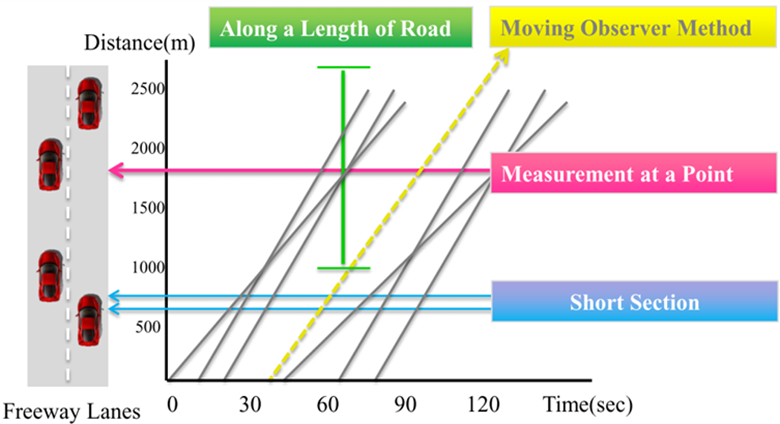 Along a Length of Road
Moving Observer Method
Distance(m)
2500
2000
Measurement at a Point
1500
1000
Short Section
500
0 30 60 90 120 Time(sec)
Freeway Lanes